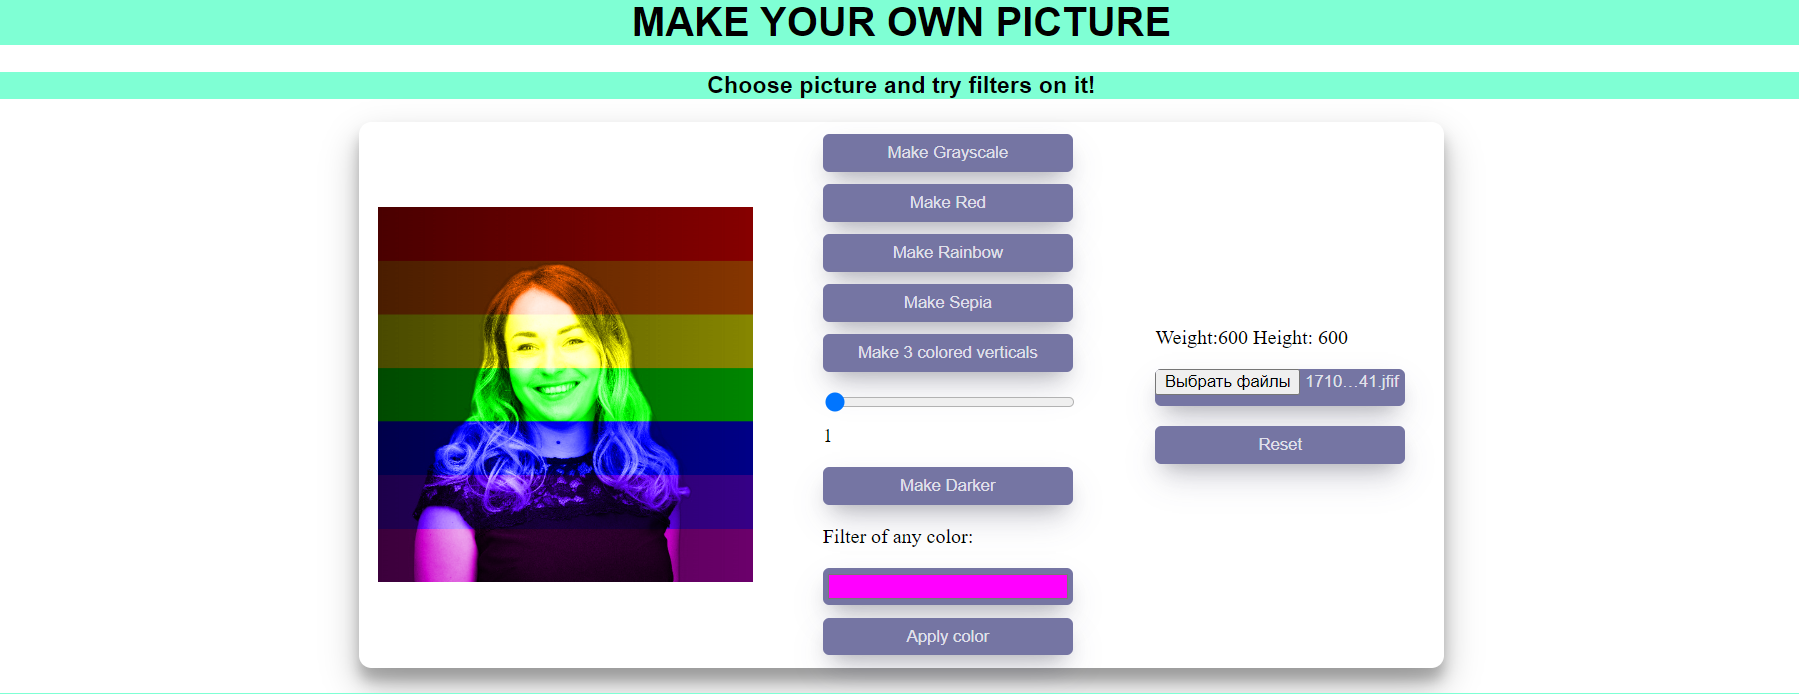 MAKE YOUR OWN PICTURE
Choose picture and try filters on it!
Make Grayscale
Make Red
Make Rainbow
Make Sepia
Make 3 colored verticals
1
Make Darker
Filter of any color:
Apply color
Weight:600 Height: 600
Выбрать файлы 1710…41.jfif
Reset